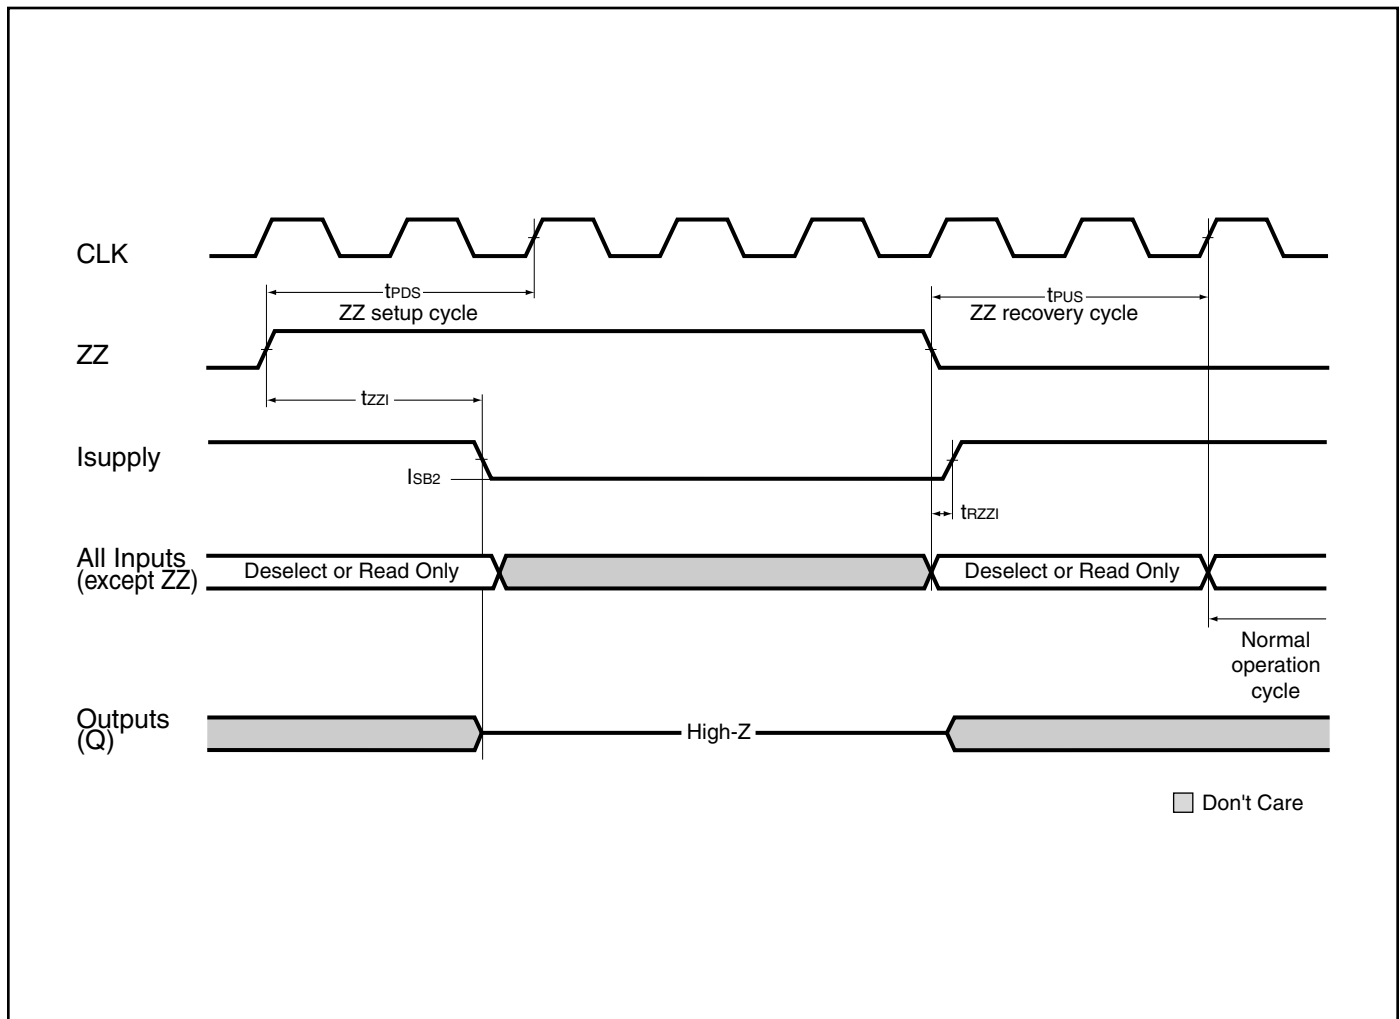 CLK
tPDS
ZZ setup cycle
tPUS
ZZ recovery cycle
ZZ
tZZI
Isupply
ISB2
tRZZI
All Inputs
(except ZZ)
Deselect or Read Only
Deselect or Read Only
Normal
operation
cycle
Outputs
(Q)
High-Z
Don't Care